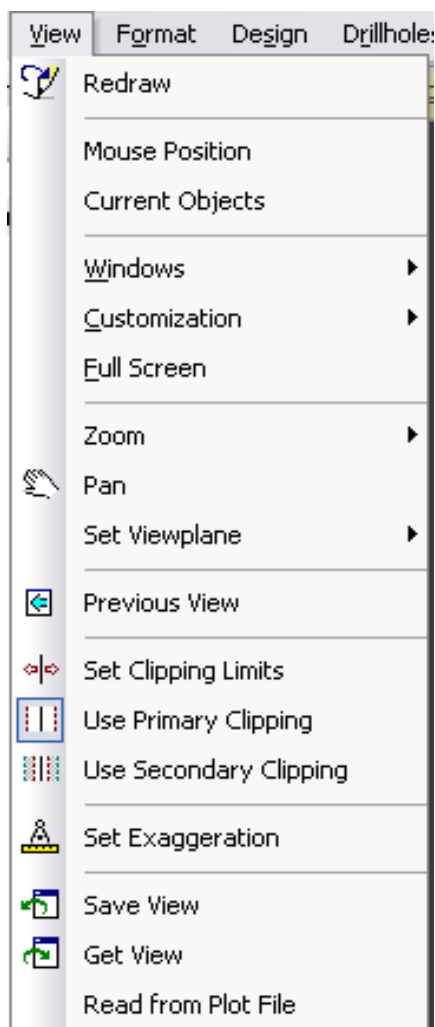 View Format Design Drillholes
Redraw
Mouse Position
Current Objects
Windows
Customization
Full Screen
Zoom
Pan
Set Viewplane
Previous View
Set Clipping Limits
Use Primary Clipping
Use Secondary Clipping
Set Exaggeration
Save View
Get View
Read from Plot File